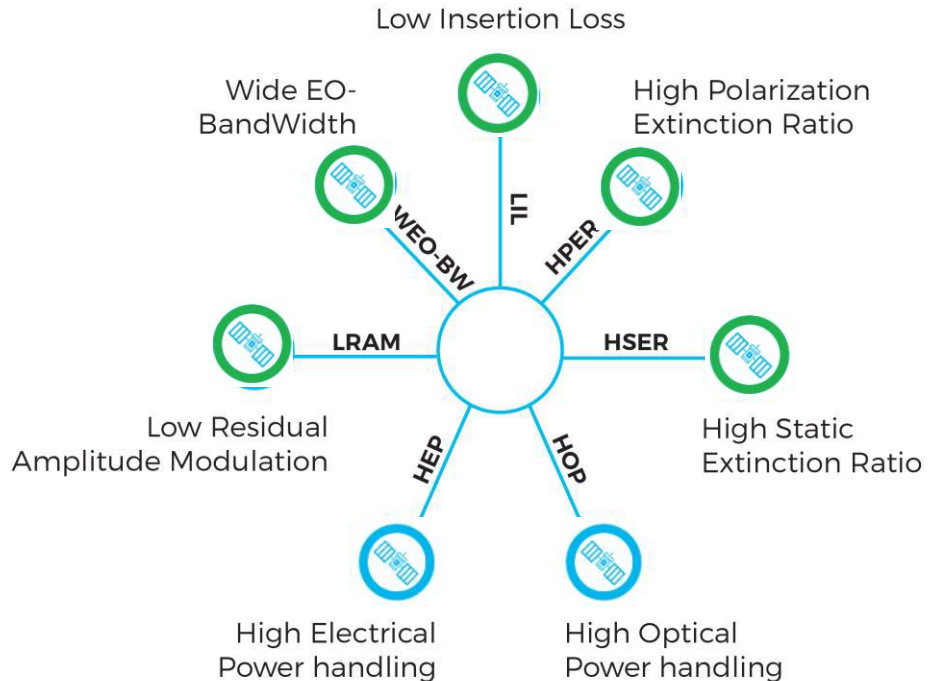 Low Insertion Loss
Wide EO-
BandWidth
High Polarization
Extinction Ratio
LIL
WEO-BW
HPER
LRAM
HSER
Low Residual
Amplitude Modulation
High Static
Extinction Ratio
HEP
HOP
High Electrical
Power handling
High Optical
Power handling